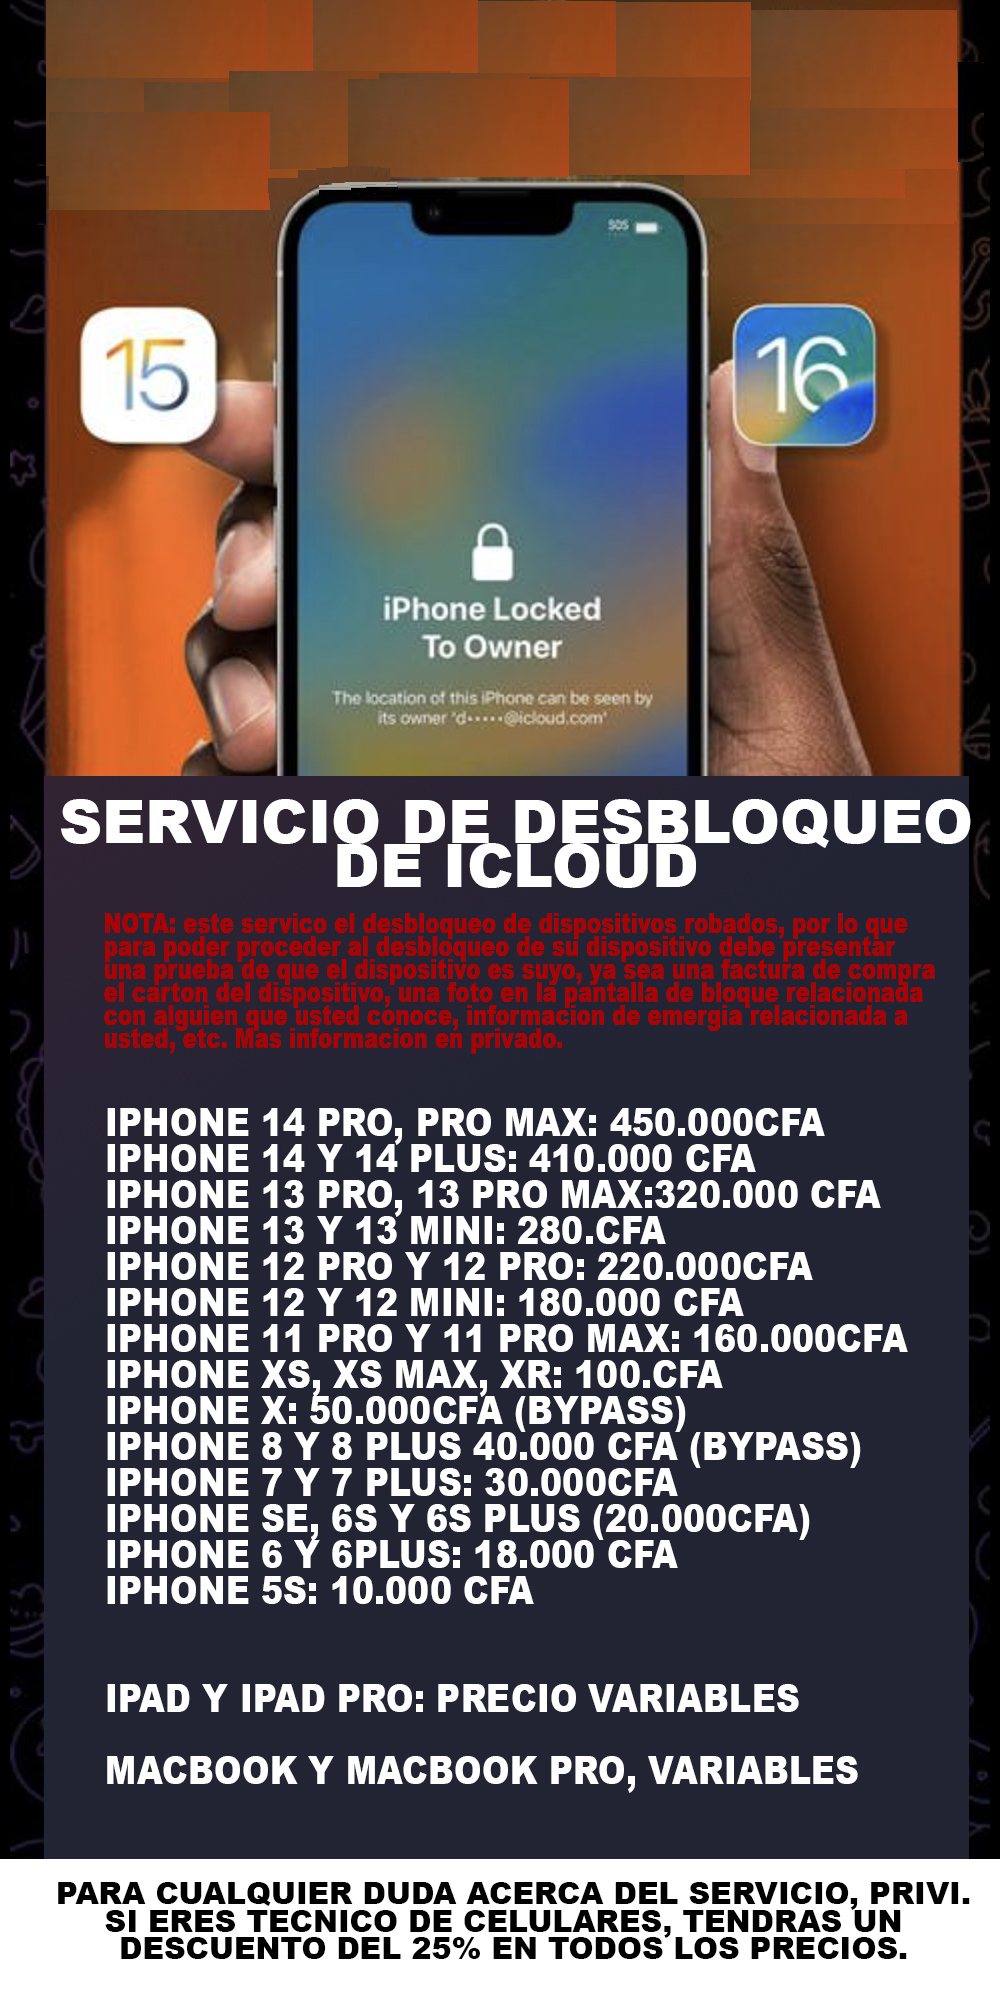 15
16
SOS
iPhone Locked
To Owner
The location of this iPhone can be seen by
its owner 'd•••••@icloud.com'
SERVICIO DE DESBLOQUEO
DE ICLOUD
NOTA: este servico el desbloqueo de dispositivos robados, por lo que
para poder proceder al desbloqueo de su dispositivo debe presentar
una prueba de que el dispositivo es suyo, ya sea una factura de compra
el carton del dispositivo, una foto en la pantalla de bloque relacionada
con alguien que usted conoce, informacion de emergia relacionada a
usted, etc. Mas informacion en privado.
IPHONE 14 PRO, PRO MAX: 450.000CFA
IPHONE 14 Y 14 PLUS: 410.000 CFA
IPHONE 13 PRO, 13 PRO MAX:320.000 CFA
IPHONE 13 Y 13 MINI: 280.CFA
IPHONE 12 PRO Y 12 PRO: 220.000CFA
IPHONE 12 Y 12 MINI: 180.000 CFA
IPHONE 11 PRO Y 11 PRO MAX: 160.000CFA
IPHONE XS, XS MAX, XR: 100.CFA
IPHONE X: 50.000CFA (BYPASS)
IPHONE 8 Y 8 PLUS 40.000 CFA (BYPASS)
IPHONE 7 Y 7 PLUS: 30.000CFA
IPHONE SE, 6S Y 6S PLUS (20.000CFA)
IPHONE 6 Y 6PLUS: 18.000 CFA
IPHONE 5S: 10.000 CFA
IPAD Y IPAD PRO: PRECIO VARIABLES
MACBOOK Y MACBOOK PRO, VARIABLES
PARA CUALQUIER DUDA ACERCA DEL SERVICIO, PRIVI.
SI ERES TECNICO DE CELULARES, TENDRAS UN
DESCUENTO DEL 25% EN TODOS LOS PRECIOS.